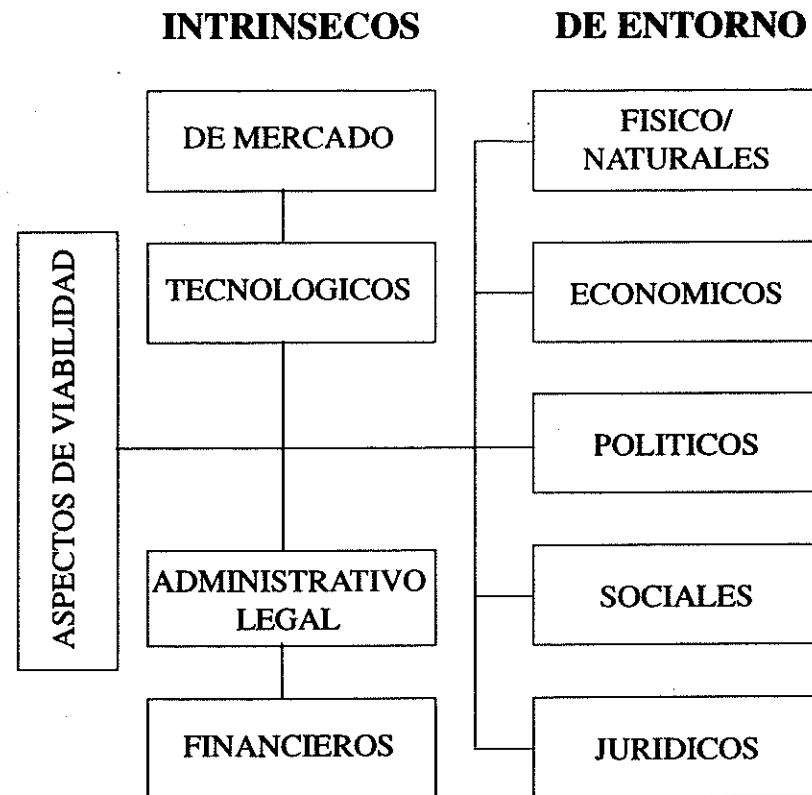 INTRINSECOS
DE ENTORNO
ASPECTOS DE VIABILIDAD
DE MERCADO
TECNOLOGICOS
ADMINISTRATIVO
LEGAL
FINANCIEROS
FISICO/
NATURALES
ECONOMICOS
POLITICOS
SOCIALES
JURIDICOS